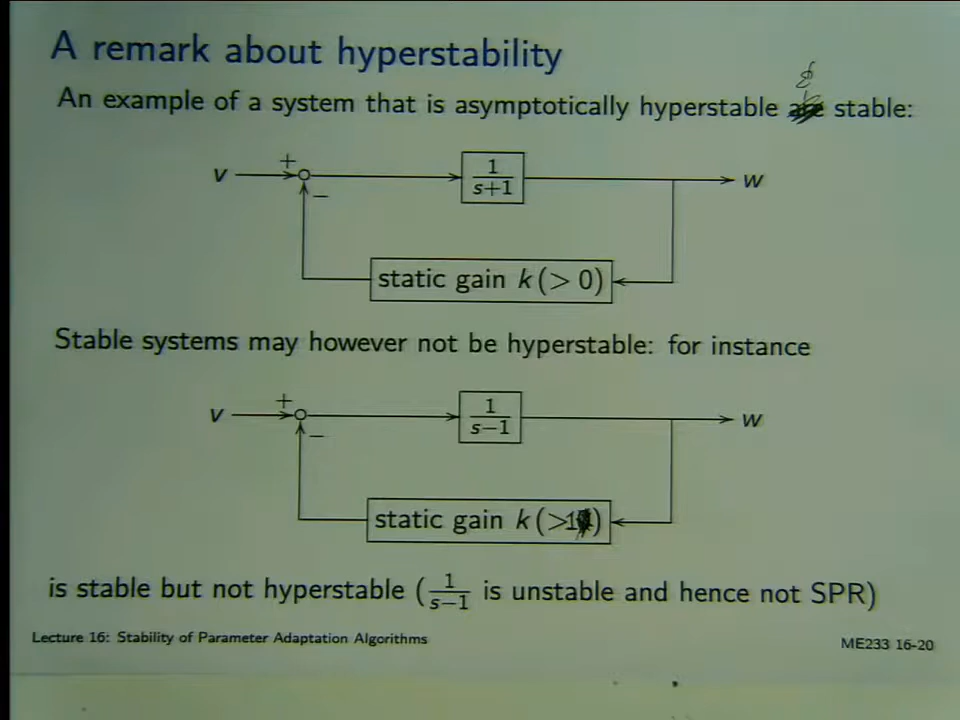 A remark about hyperstability
An example of a system that is asymptotically hyperstable & stable:
v + 1/s+1 w
−
static gain k(> 0)
Stable systems may however not be hyperstable: for instance
v + 1/s−1 w
−
static gain k(>1)
is stable but not hyperstable (1/s−1 is unstable and hence not SPR)
Lecture 16: Stability of Parameter Adaptation Algorithms
ME233 16-20